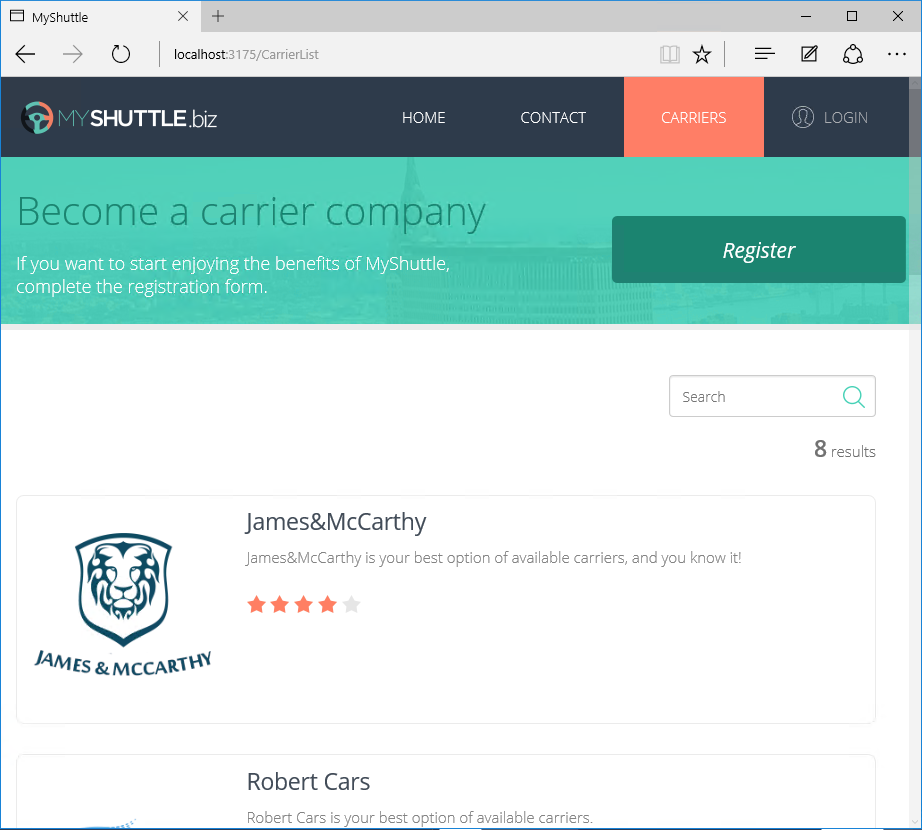 MyShuttle
localhost:3175/CarrierList
MYSHUTTLE.biz
HOME
CONTACT
CARRIERS
LOGIN
Become a carrier company
If you want to start enjoying the benefits of MyShuttle,
complete the registration form.
Register
Search
8 results
James&McCarthy
James&McCarthy is your best option of available carriers, and you know it!
JAMES & MCCARTHY
Robert Cars
Robert Cars is your best option of available carriers.